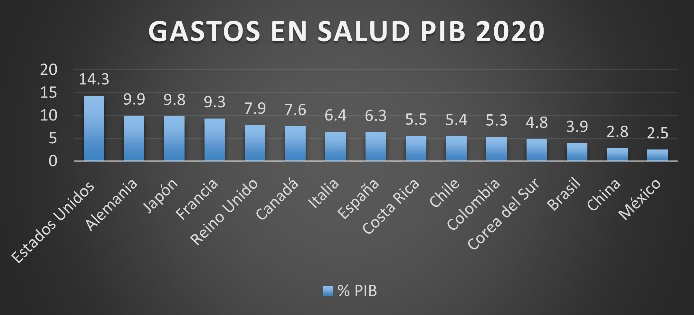 GASTOS EN SALUD PIB 2020
20
15
10
5
0
14.3
9.9
9.8
9.3
7.9
7.6
6.4
6.3
5.5
5.4
5.3
4.8
3.9
2.8
2.5
Estados Unidos
Alemania
Japón
Francia
Reino Unido
Canadá
Italia
España
Costa Rica
Chile
Colombia
Corea del Sur
Brasil
China
México
% PIB